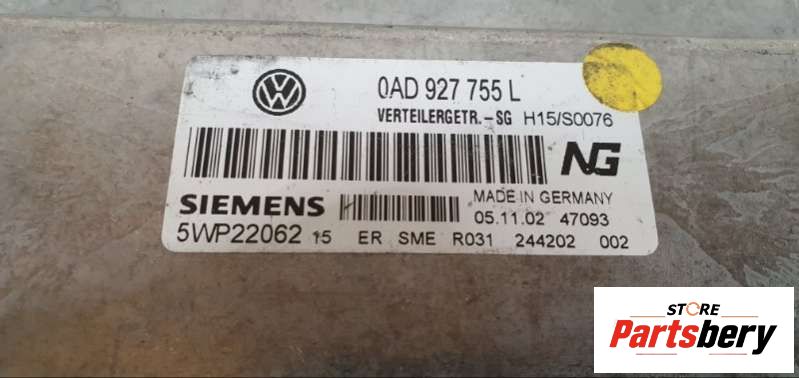 0AD 927 755 L
VERTEILERGETR.-SG H15/S0076
NG
SIEMENS
MADE IN GERMANY
05.11.02 47093
5WP22062 15 ER SME R031 244202 002
STORE
Partsbery